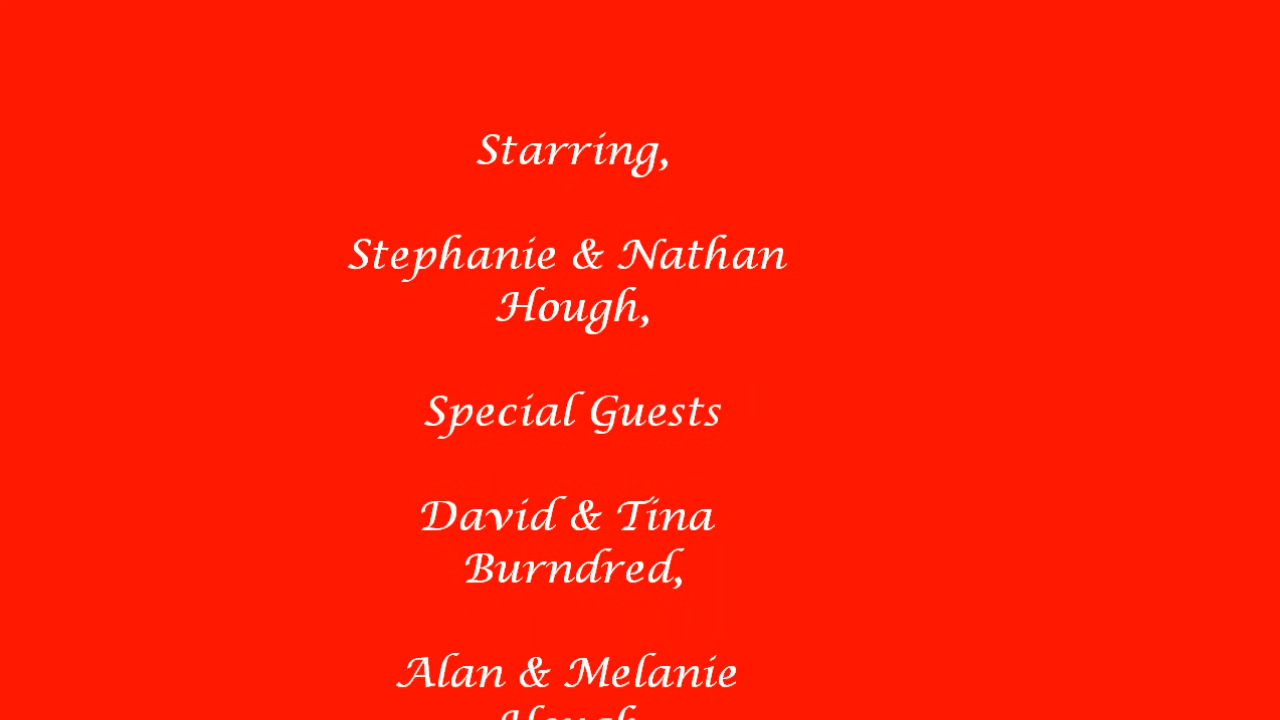 Starring,
Stephanie & Nathan
Hough,
Special Guests
David & Tina
Burndred,
Alan & Melanie